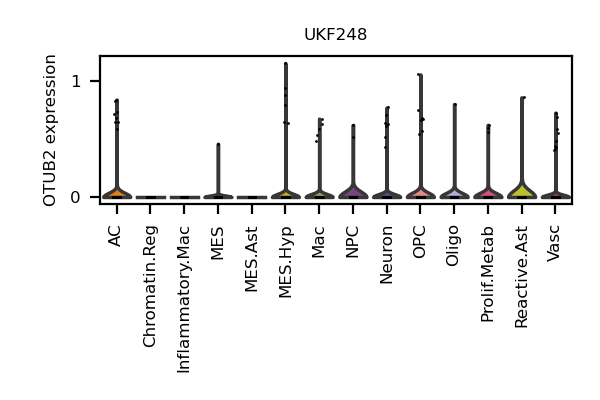 UKF248
OTUB2 expression
1
0
AC
Chromatin.Reg
Inflammatory.Mac
MES
MES.Ast
MES.Hyp
Mac
NPC
Neuron
OPC
Oligo
Prolif.Metab
Reactive.Ast
Vasc